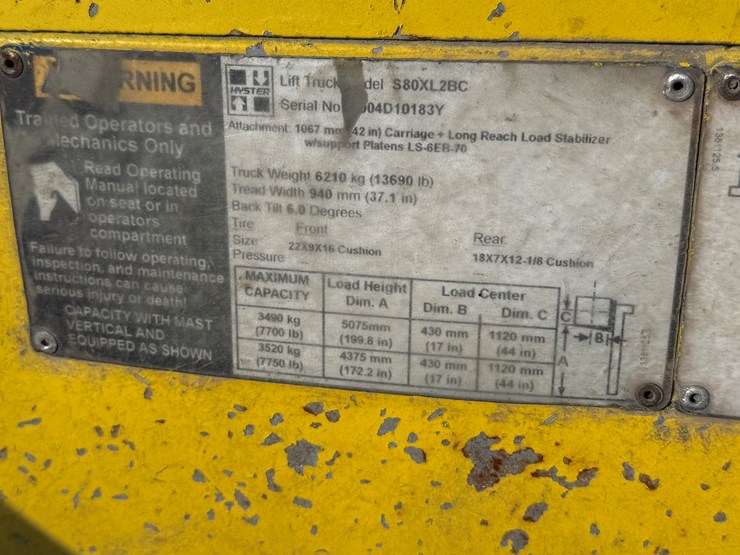 RNING
Trained Operators and
Mechanics Only
Read Operating
Manual located
on seat or in
operators
compartment
Failure to follow operating,
inspection, and maintenance
instructions can cause
serious injury or death!
CAPACITY WITH MAST
VERTICAL AND
EQUIPPED AS SHOWN
HYSTER
Lift Truck Model S80XL2BC
Serial No 004D10183Y
Attachment: 1067 mm (42 in) Carriage + Long Reach Load Stabilizer
w/support Platens LS-6EB-70
Truck Weight 6210 kg (13690 lb)
Tread Width 940 mm (37.1 in)
Back Tilt 6.0 Degrees
Tire Front Rear
Size 22X9X16 Cushion 18X7X12-1/8 Cushion
Pressure
MAXIMUM CAPACITY Load Height Dim. A Load Center Dim. B Dim. C
3490 kg (7700 lb) 5075mm (199.8 in) 430 mm (17 in) 1120 mm (44 in)
3520 kg (7750 lb) 4375 mm (172.2 in) 430 mm (17 in) 1120 mm (44 in)
C
B
A